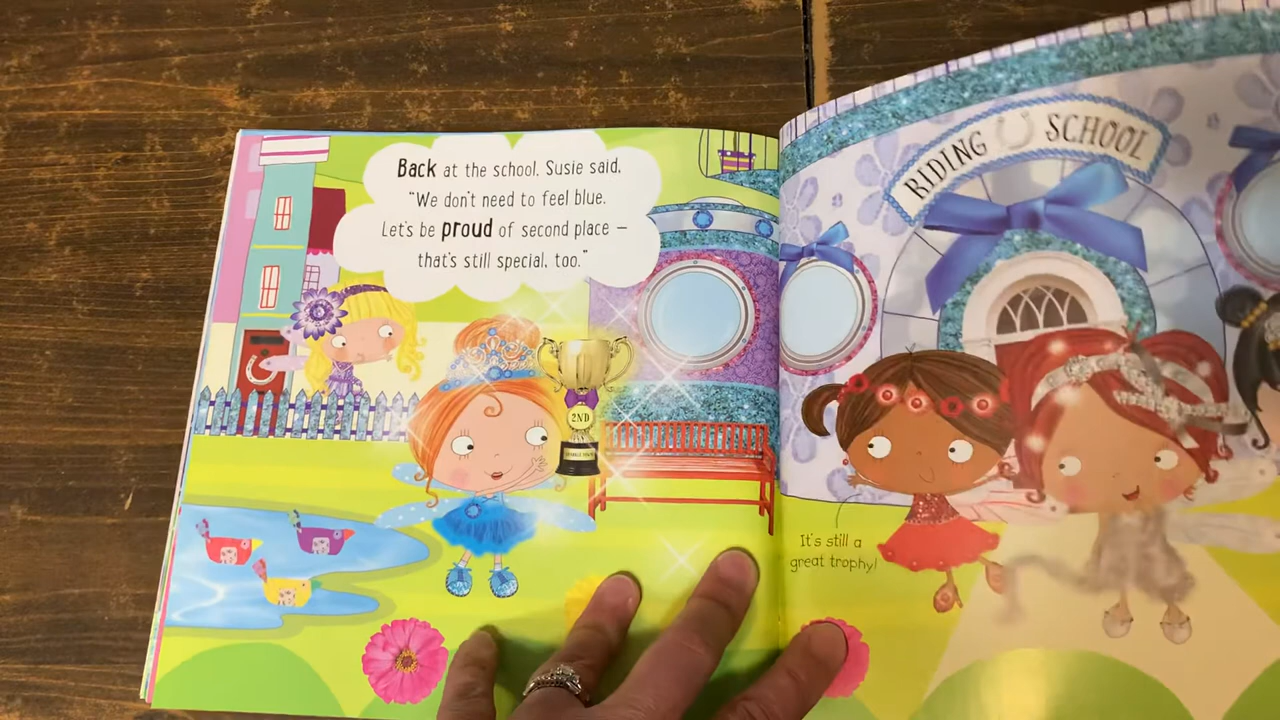 Back at the school, Susie said,
"We don't need to feel blue.
Let's be proud of second place –
that's still special, too."
2ND
RIDING SCHOOL
It's still a
great trophy!